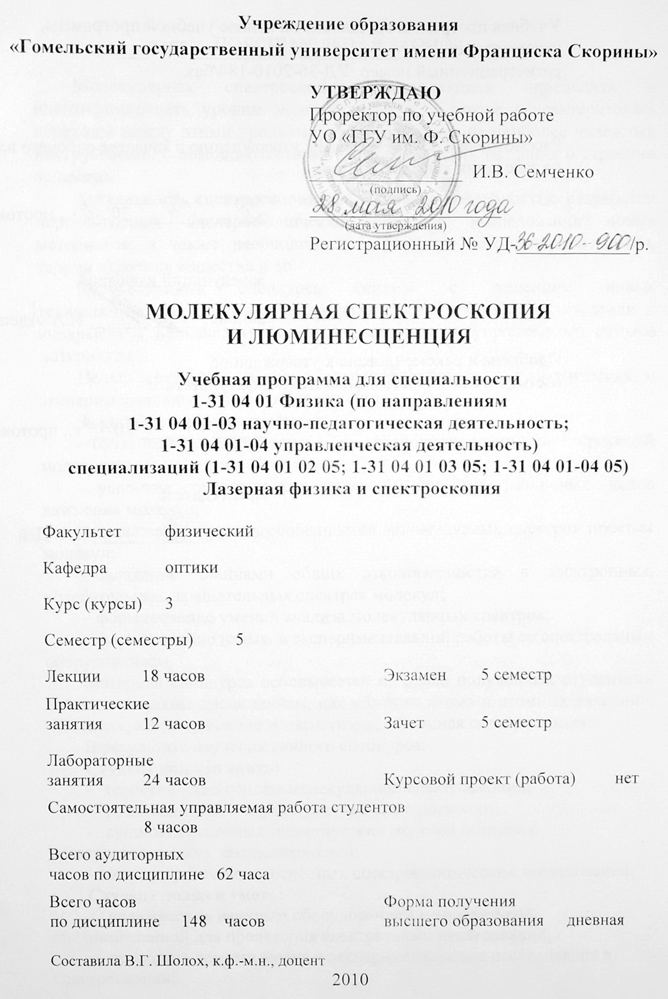 Учреждение образования
«Гомельский государственный университет имени Франциска Скорины»
УТВЕРЖДАЮ
Проректор по учебной работе
УО «ГГУ им. Ф. Скорины»
И.В. Семченко
(подпись)
28 мая 2010 года
(дата утверждения)
Регистрационный № УД-36-2010-900/р.
МОЛЕКУЛЯРНАЯ СПЕКТРОСКОПИЯ
И ЛЮМИНЕСЦЕНЦИЯ
Учебная программа для специальности
1-31 04 01 Физика (по направлениям
1-31 04 01-03 научно-педагогическая деятельность;
1-31 04 01-04 управленческая деятельность)
специализаций (1-31 04 01 02 05; 1-31 04 01 03 05; 1-31 04 01-04 05)
Лазерная физика и спектроскопия
Факультет физический
Кафедра оптики
Курс (курсы) 3
Семестр (семестры) 5
Лекции 18 часов Экзамен 5 семестр
Практические
занятия 12 часов Зачет 5 семестр
Лабораторные
занятия 24 часов Курсовой проект (работа) нет
Самостоятельная управляемая работа студентов
8 часов
Всего аудиторных
часов по дисциплине 62 часа
Всего часов Форма получения
по дисциплине 148 часов высшего образования дневная
Составила В.Г. Шолох, к.ф.-м.н., доцент
2010